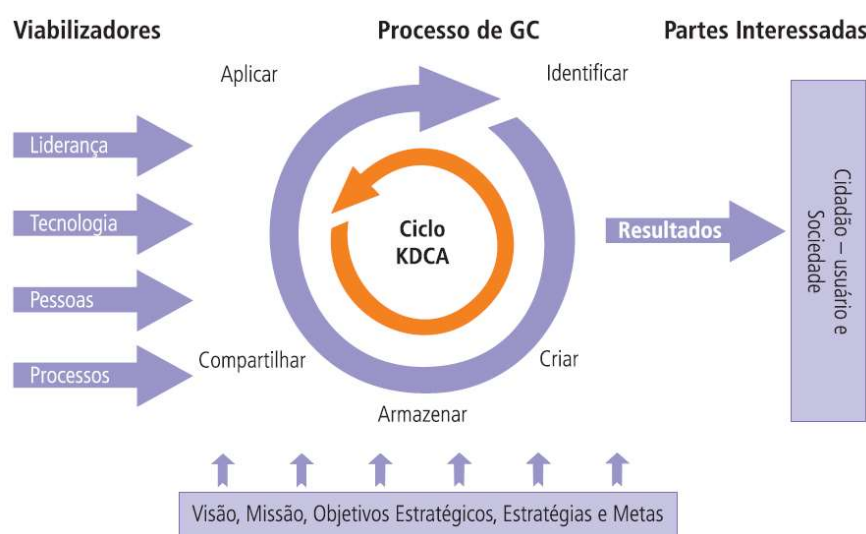 Viabilizadores
Processo de GC
Partes Interessadas
Aplicar
Identificar
Liderança
Tecnologia
Pessoas
Processos
Ciclo
KDCA
Compartilhar
Criar
Armazenar
Resultados
Cidadão – usuário e
Sociedade
Visão, Missão, Objetivos Estratégicos, Estratégias e Metas